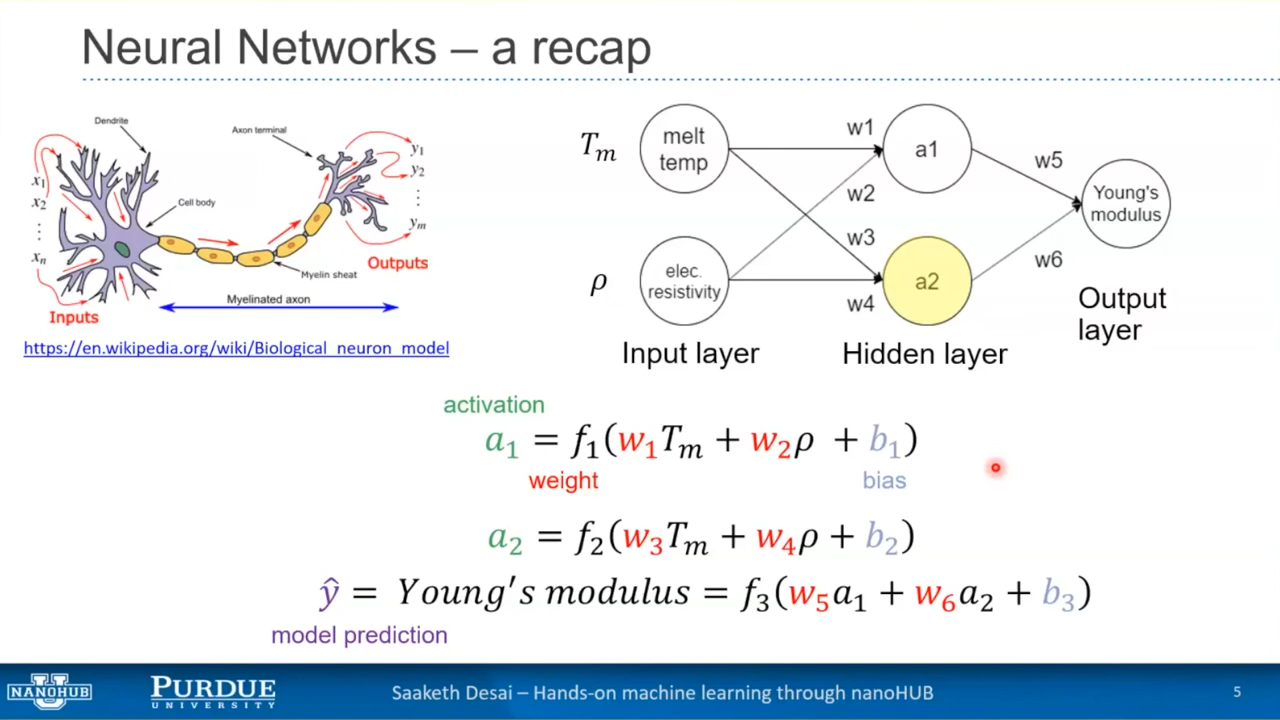 Neural Networks – a recap
Dendrite
Axon terminal
x₁
x₂
⋮
xₙ
Cell body
y₁
y₂
⋮
yₘ
Outputs
Myelin sheat
Myelinated axon
Inputs
https://en.wikipedia.org/wiki/Biological_neuron_model
Tₘ
melt
temp
ρ
elec.
resistivity
w1
w2
w3
w4
a1
a2
w5
w6
Young's
modulus
Input layer
Hidden layer
Output
layer
activation
a₁ = f₁(w₁Tₘ + w₂ρ + b₁)
weight
bias
a₂ = f₂(w₃Tₘ + w₄ρ + b₂)
ŷ = Young's modulus = f₃(w₅a₁ + w₆a₂ + b₃)
model prediction
NANOHUB
PURDUE
UNIVERSITY
Saaketh Desai – Hands-on machine learning through nanoHUB
5